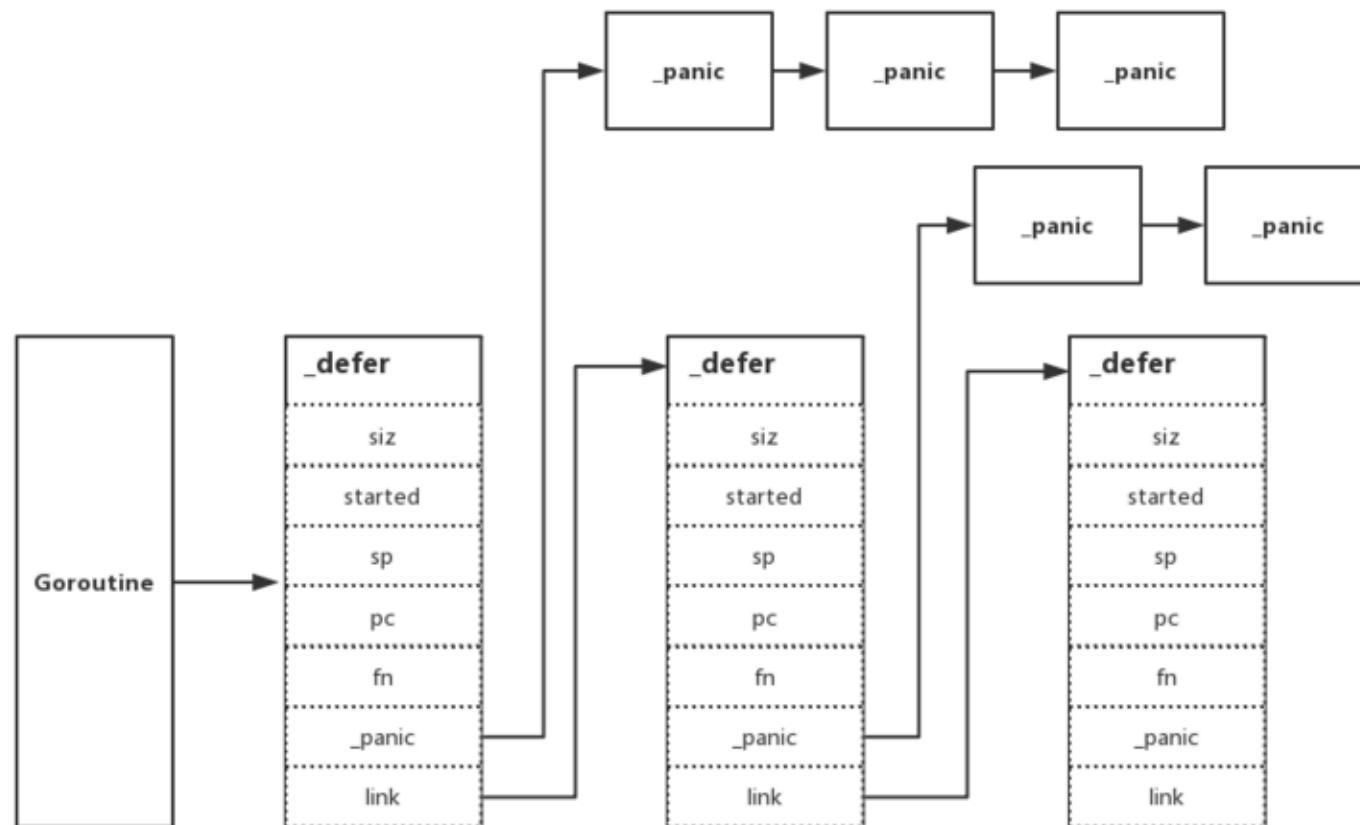 _panic _panic _panic
_panic _panic
_defer _defer _defer
siz siz siz
started started started
sp sp sp
Goroutine
pc pc pc
fn fn fn
_panic _panic _panic
link link link